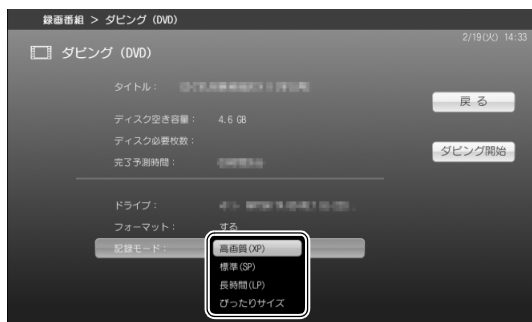 録画番組 > ダビング (DVD)
2/19(火) 14:33
ダビング (DVD)
タイトル：
戻る
ディスク空き容量： 4.6 GB
ディスク必要枚数：
ダビング開始
完了予測時間：
ドライブ：
フォーマット： する
記録モード： 高画質(XP)
標準(SP)
長時間(LP)
ぴったりサイズ